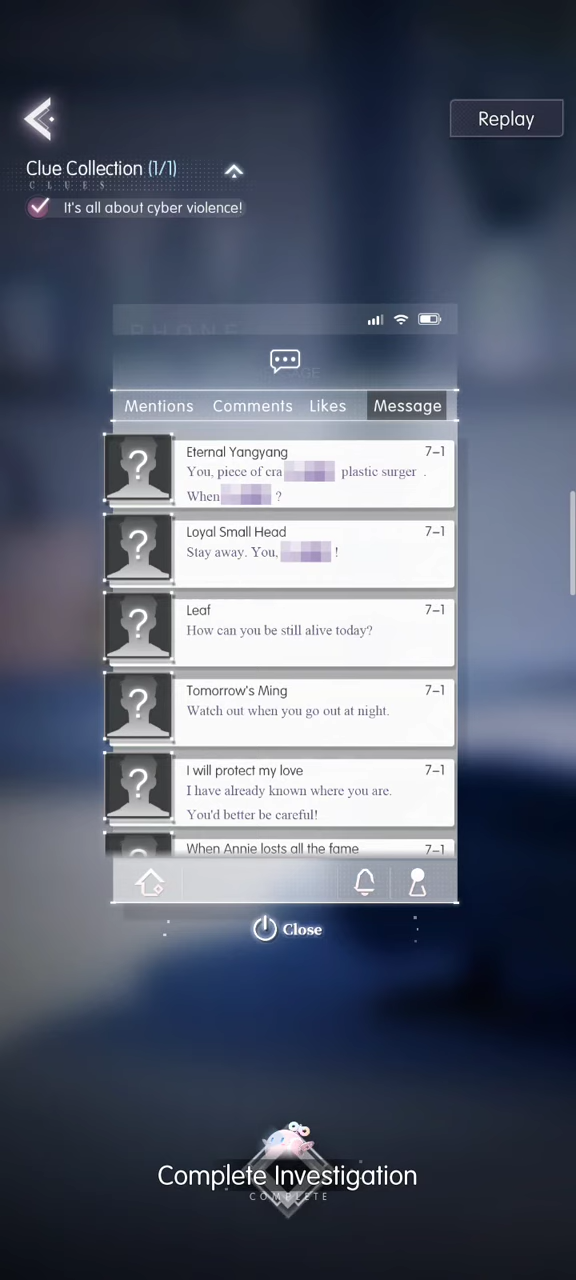 Replay
Clue Collection (1/1)
CLUES
It's all about cyber violence!
PHONE
Mentions Comments Likes Message
Eternal Yangyang 7-1
You, piece of cra plastic surger .
When ?
Loyal Small Head 7-1
Stay away. You, !
Leaf 7-1
How can you be still alive today?
Tomorrow's Ming 7-1
Watch out when you go out at night.
I will protect my love 7-1
I have already known where you are.
You'd better be careful!
When Annie losts all the fame 7-1
Close
Complete Investigation
COMPLETE